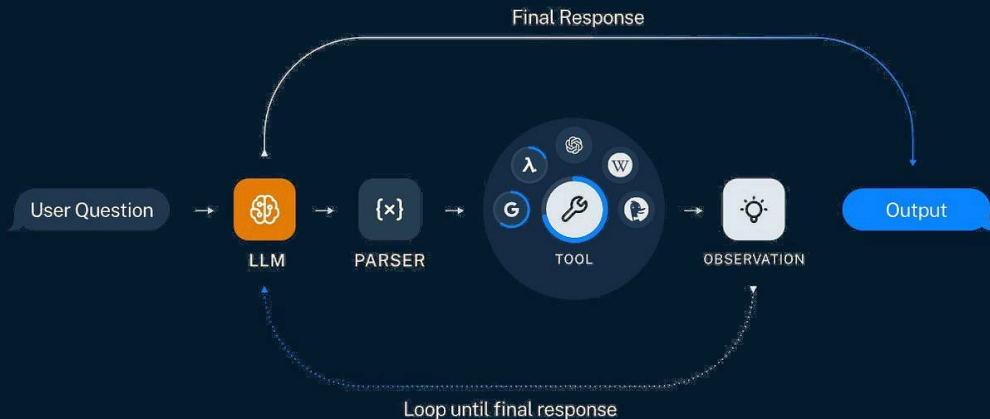 Final Response
User Question
{×}
λ
G
W
Output
LLM
PARSER
TOOL
OBSERVATION
Loop until final response